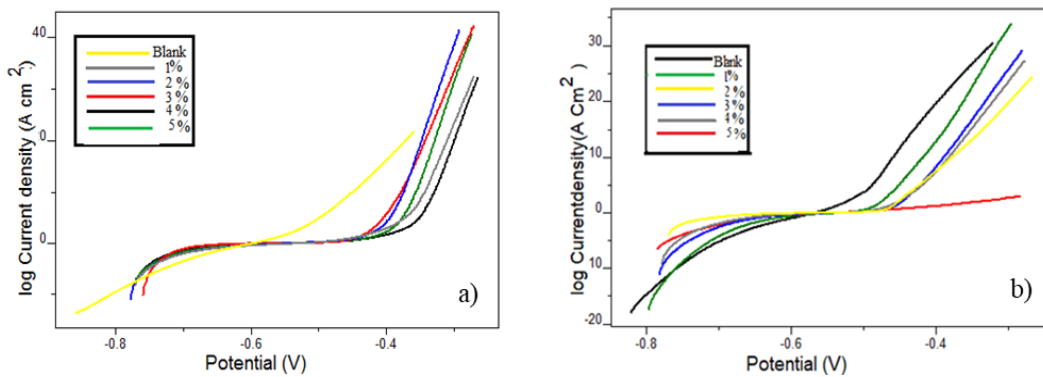 a)
log Current density (A cm 2)
40
20
0
Blank
1%
2%
3%
4%
5%
a)
-0.8
-0.6
-0.4
Potential (V)
b)
log Currentdensity(A Cm2)
30
20
10
0
10
-20
Blank
1%
2%
3%
4%
5%
b)
-0.8
-0.6
-0.4
Potential (V)